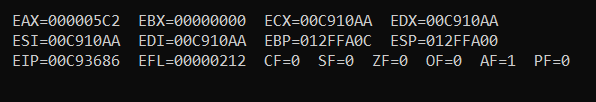 EAX=000005C2  EBX=00000000  ECX=00C910AA  EDX=00C910AA
ESI=00C910AA  EDI=00C910AA  EBP=012FFA0C  ESP=012FFA00
EIP=00C93686  EFL=00000212  CF=0  SF=0  ZF=0  OF=0  AF=1  PF=0